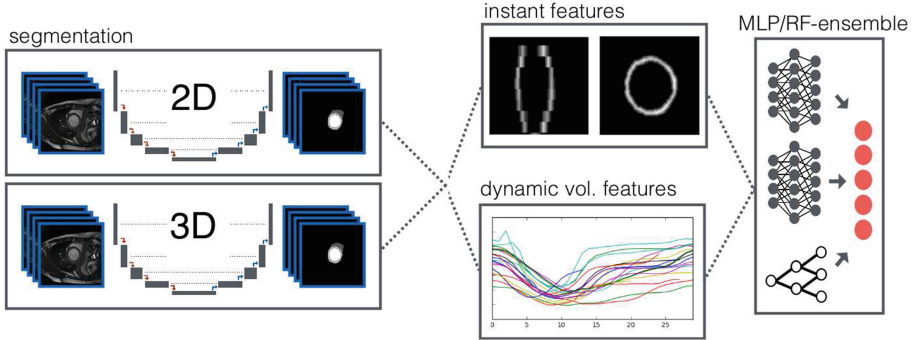 segmentation
2D
3D
instant features
dynamic vol. features
0 5 10 15 20 25
MLP/RF-ensemble